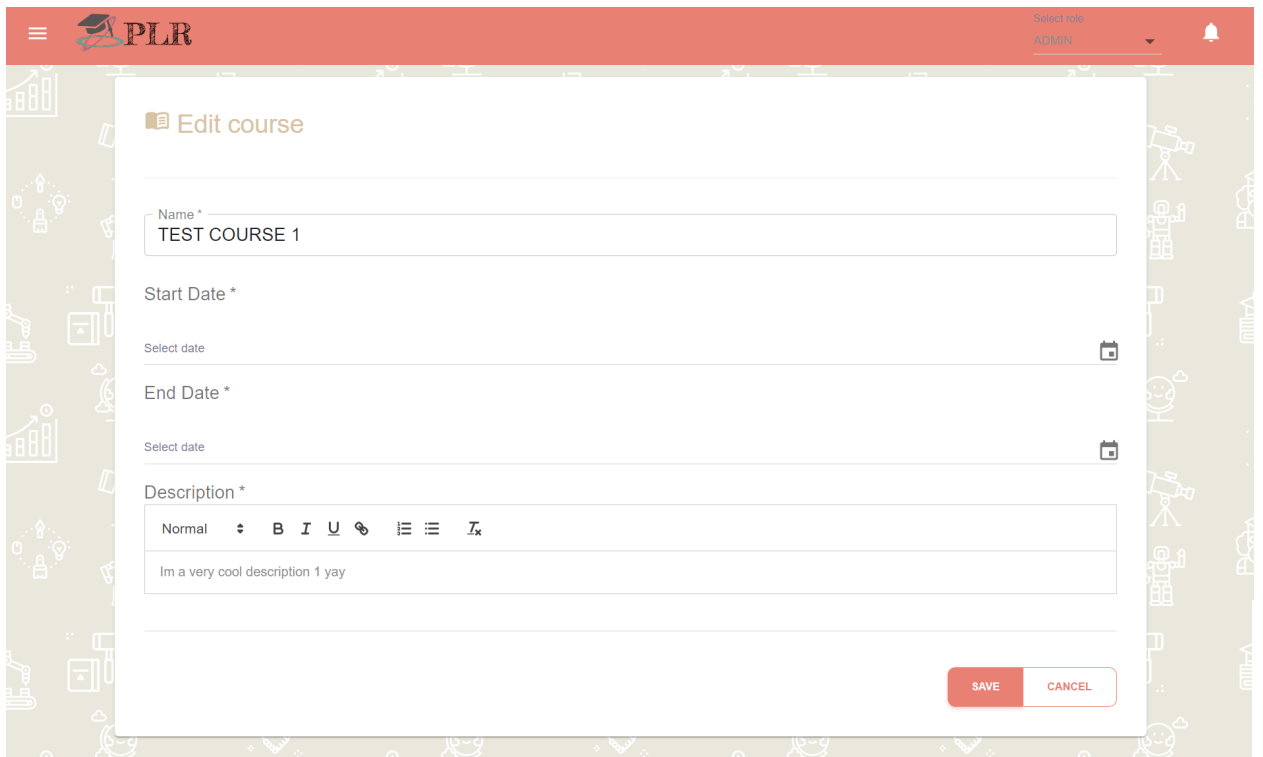 PLR
Select role
ADMIN
Edit course
Name *
TEST COURSE 1
Start Date *
Select date
End Date *
Select date
Description *
Normal B I U
Im a very cool description 1 yay
SAVE CANCEL